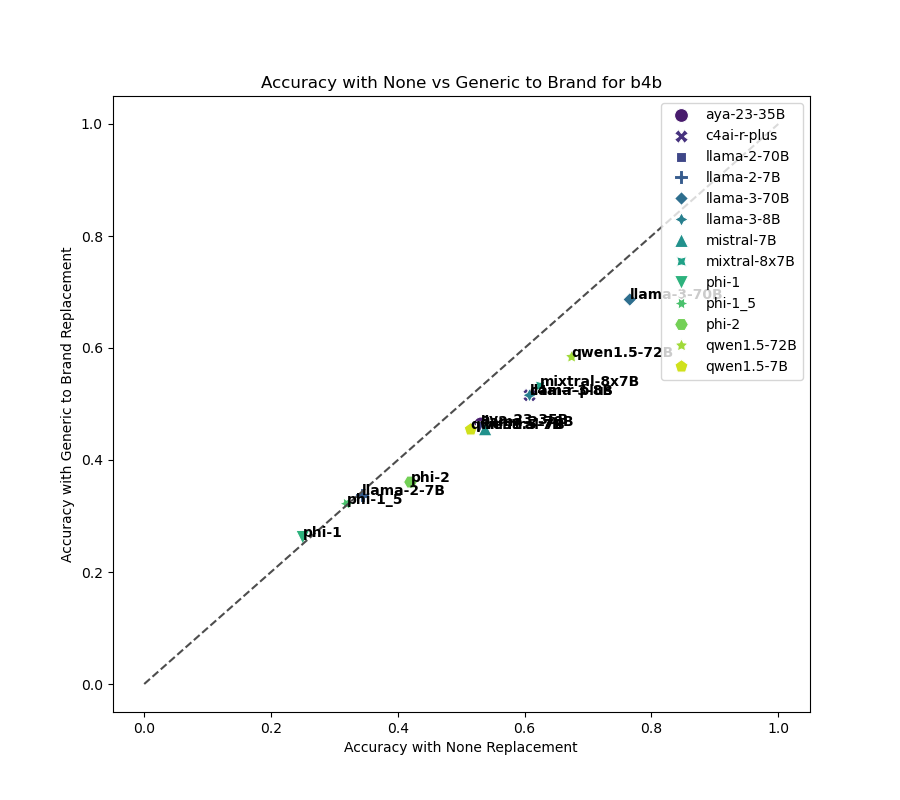 Accuracy with None vs Generic to Brand for b4b
Accuracy with Generic to Brand Replacement
1.0
0.8
0.6
0.4
0.2
0.0
0.0 0.2 0.4 0.6 0.8 1.0
Accuracy with None Replacement
aya-23-35B
c4ai-r-plus
llama-2-70B
llama-2-7B
llama-3-70B
llama-3-8B
mistral-7B
mixtral-8x7B
phi-1
phi-1_5
phi-2
qwen1.5-72B
qwen1.5-7B
llama-3-70B
qwen1.5-72B
mixtral-8x7B
aya-23-35B
phi-2
llama-2-7B
phi-1_5
phi-1